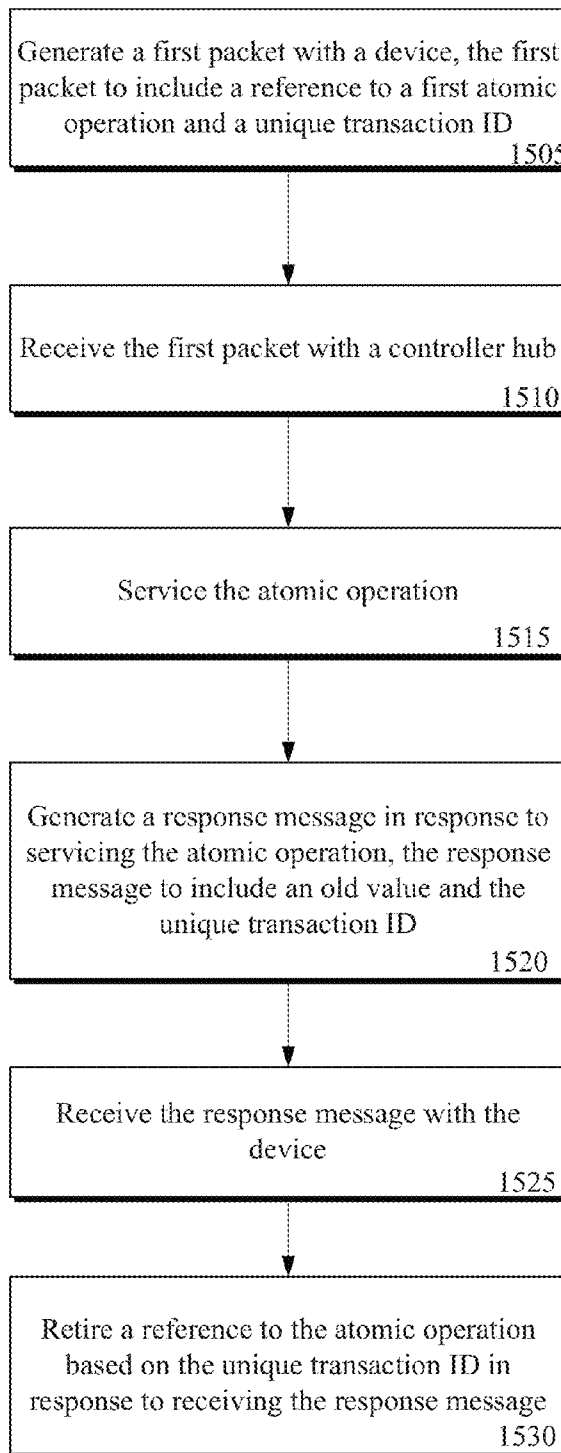 Generate a first packet with a device, the first
packet to include a reference to a first atomic
operation and a unique transaction ID
1505
Receive the first packet with a controller hub
1510
Service the atomic operation
1515
Generate a response message in response to
servicing the atomic operation, the response
message to include an old value and the
unique transaction ID
1520
Receive the response message with the
device
1525
Retire a reference to the atomic operation
based on the unique transaction ID in
response to receiving the response message
1530